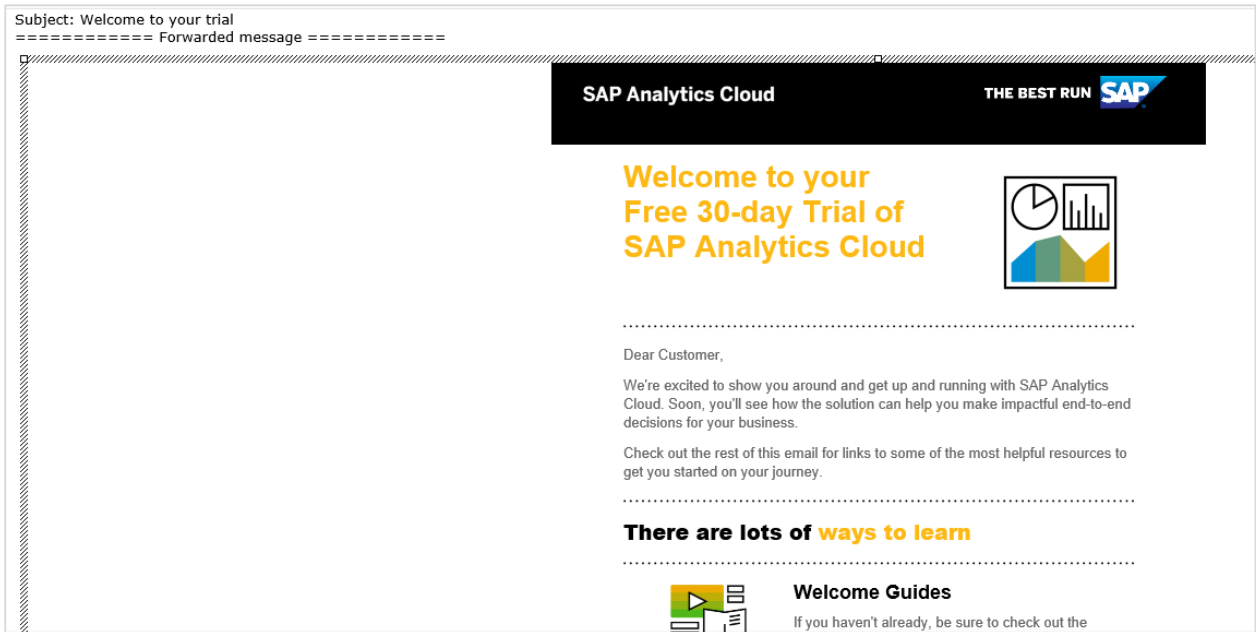 Subject: Welcome to your trial
============ Forwarded message ============
SAP Analytics Cloud
THE BEST RUN SAP
Welcome to your
Free 30-day Trial of
SAP Analytics Cloud
Dear Customer,
We're excited to show you around and get up and running with SAP Analytics
Cloud. Soon, you'll see how the solution can help you make impactful end-to-end
decisions for your business.
Check out the rest of this email for links to some of the most helpful resources to
get you started on your journey.
There are lots of ways to learn
Welcome Guides
If you haven't already, be sure to check out the